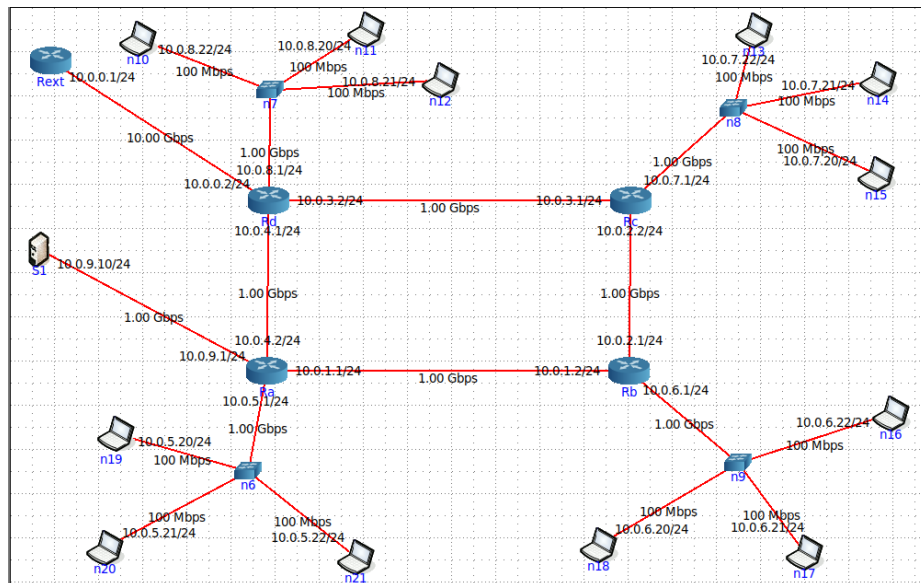 n10
10.0.8.22/24
100 Mbps
10.0.8.20/24
n11
100 Mbps
10.0.8.21/24
100 Mbps
n12
n7
Rext
10.0.0.1/24
10.00 Gbps
1.00 Gbps
10.0.8.1/24
10.0.0.2/24
Rd
10.0.3.2/24
1.00 Gbps
10.0.3.1/24
Rc
10.0.4.1/24
10.0.2.2/24
n13
10.0.7.22/24
100 Mbps
10.0.7.21/24
100 Mbps
n14
n8
100 Mbps
10.0.7.20/24
n15
1.00 Gbps
10.0.7.1/24
S1
10.0.9.10/24
1.00 Gbps
10.0.9.1/24
1.00 Gbps
10.0.4.2/24
1.00 Gbps
10.0.2.1/24
Ra
10.0.1.1/24
1.00 Gbps
10.0.1.2/24
Rb
10.0.5.1/24
1.00 Gbps
10.0.6.1/24
1.00 Gbps
n19
10.0.5.20/24
100 Mbps
n6
100 Mbps
10.0.5.21/24
n20
100 Mbps
10.0.5.22/24
n21
10.0.6.22/24
100 Mbps
n16
n9
100 Mbps
10.0.6.20/24
n18
100 Mbps
10.0.6.21/24
n17